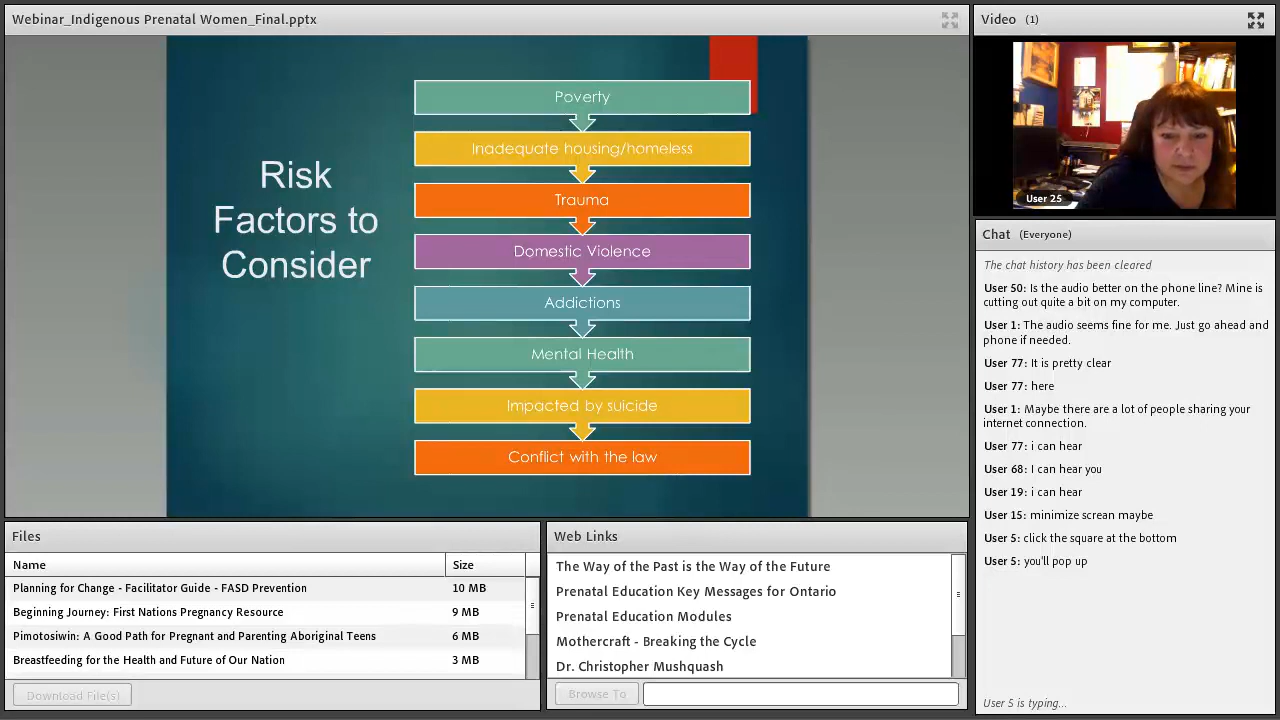 Webinar_Indigenous Prenatal Women_Final.pptx
Risk
Factors to
Consider
Poverty
Inadequate housing/homeless
Trauma
Domestic Violence
Addictions
Mental Health
Impacted by suicide
Conflict with the law
Video (1)
User 25
Chat (Everyone)
The chat history has been cleared
User 50: Is the audio better on the phone line? Mine is
cutting out quite a bit on my computer.
User 1: The audio seems fine for me. Just go ahead and
phone if needed.
User 77: It is pretty clear
User 77: here
User 1: Maybe there are a lot of people sharing your
internet connection.
User 77: i can hear
User 68: I can hear you
User 19: i can hear
User 15: minimize screan maybe
User 5: click the square at the bottom
User 5: you'll pop up
User 5 is typing...
Files
Name Size
Planning for Change - Facilitator Guide - FASD Prevention 10 MB
Beginning Journey: First Nations Pregnancy Resource 9 MB
Pimotosiwin: A Good Path for Pregnant and Parenting Aboriginal Teens 6 MB
Breastfeeding for the Health and Future of Our Nation 3 MB
Download File(s)
Web Links
The Way of the Past is the Way of the Future
Prenatal Education Key Messages for Ontario
Prenatal Education Modules
Mothercraft - Breaking the Cycle
Dr. Christopher Mushquash
Browse To